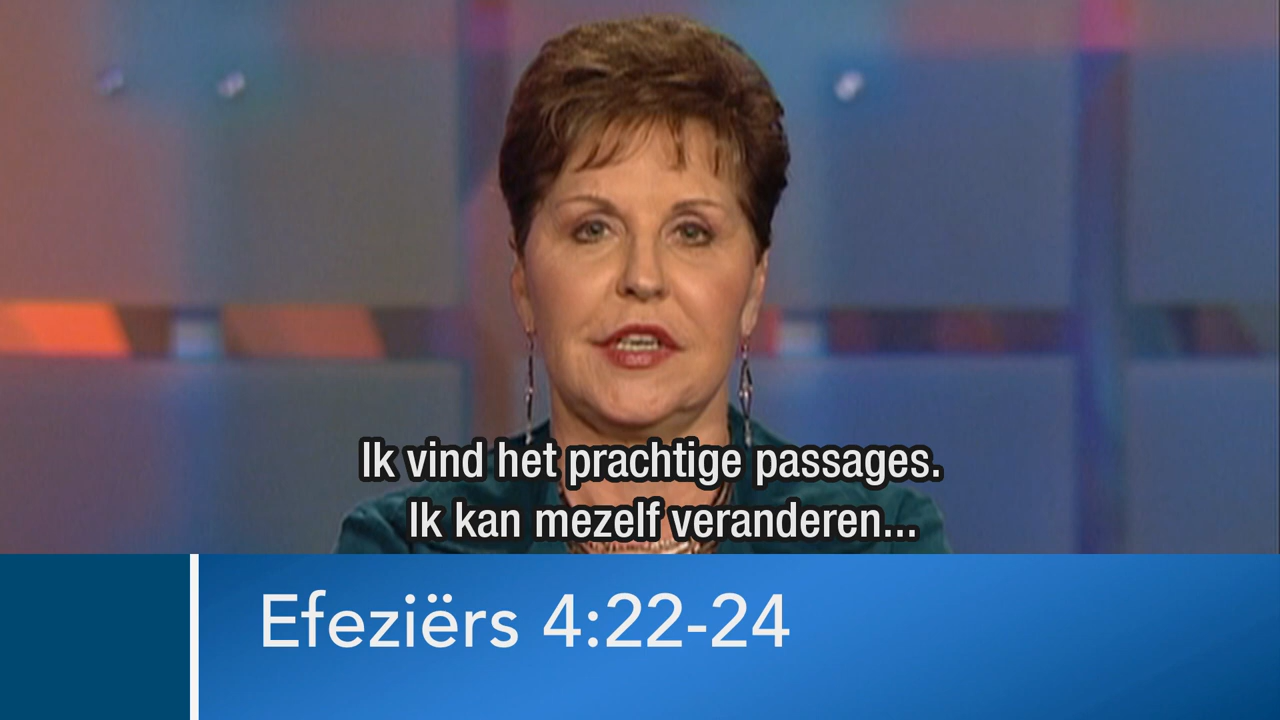 Ik vind het prachtige passages.
Ik kan mezelf veranderen...
Efeziërs 4:22-24